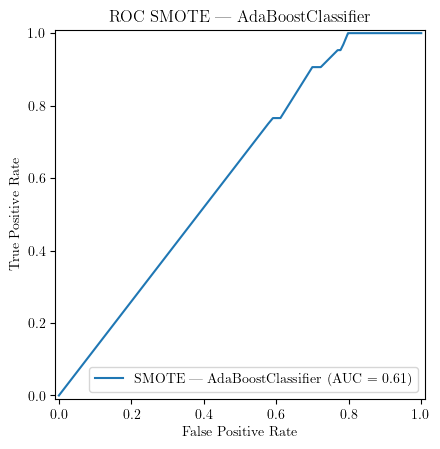 ROC SMOTE — AdaBoostClassifier
1.0
0.8
0.6
0.4
0.2
0.0
True Positive Rate
SMOTE — AdaBoostClassifier (AUC = 0.61)
0.0 0.2 0.4 0.6 0.8 1.0
False Positive Rate